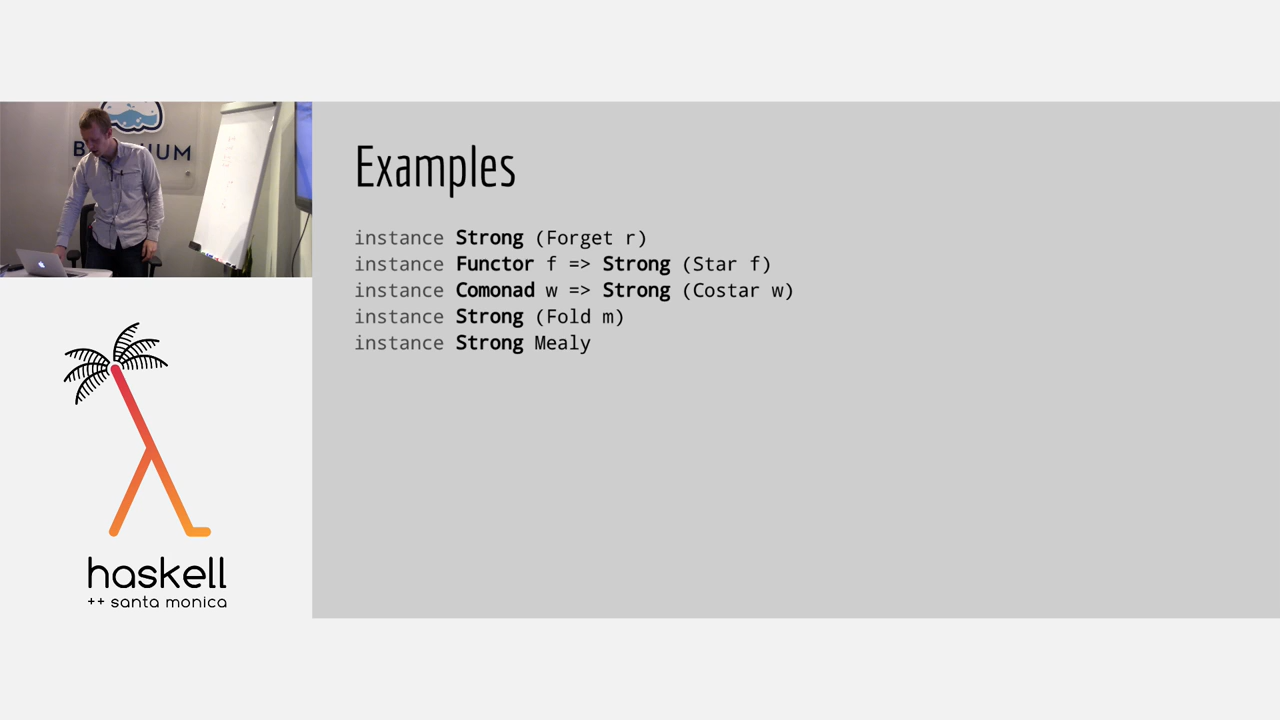 Examples
instance Strong (Forget r)
instance Functor f => Strong (Star f)
instance Comonad w => Strong (Costar w)
instance Strong (Fold m)
instance Strong Mealy
haskell
++ santa monica